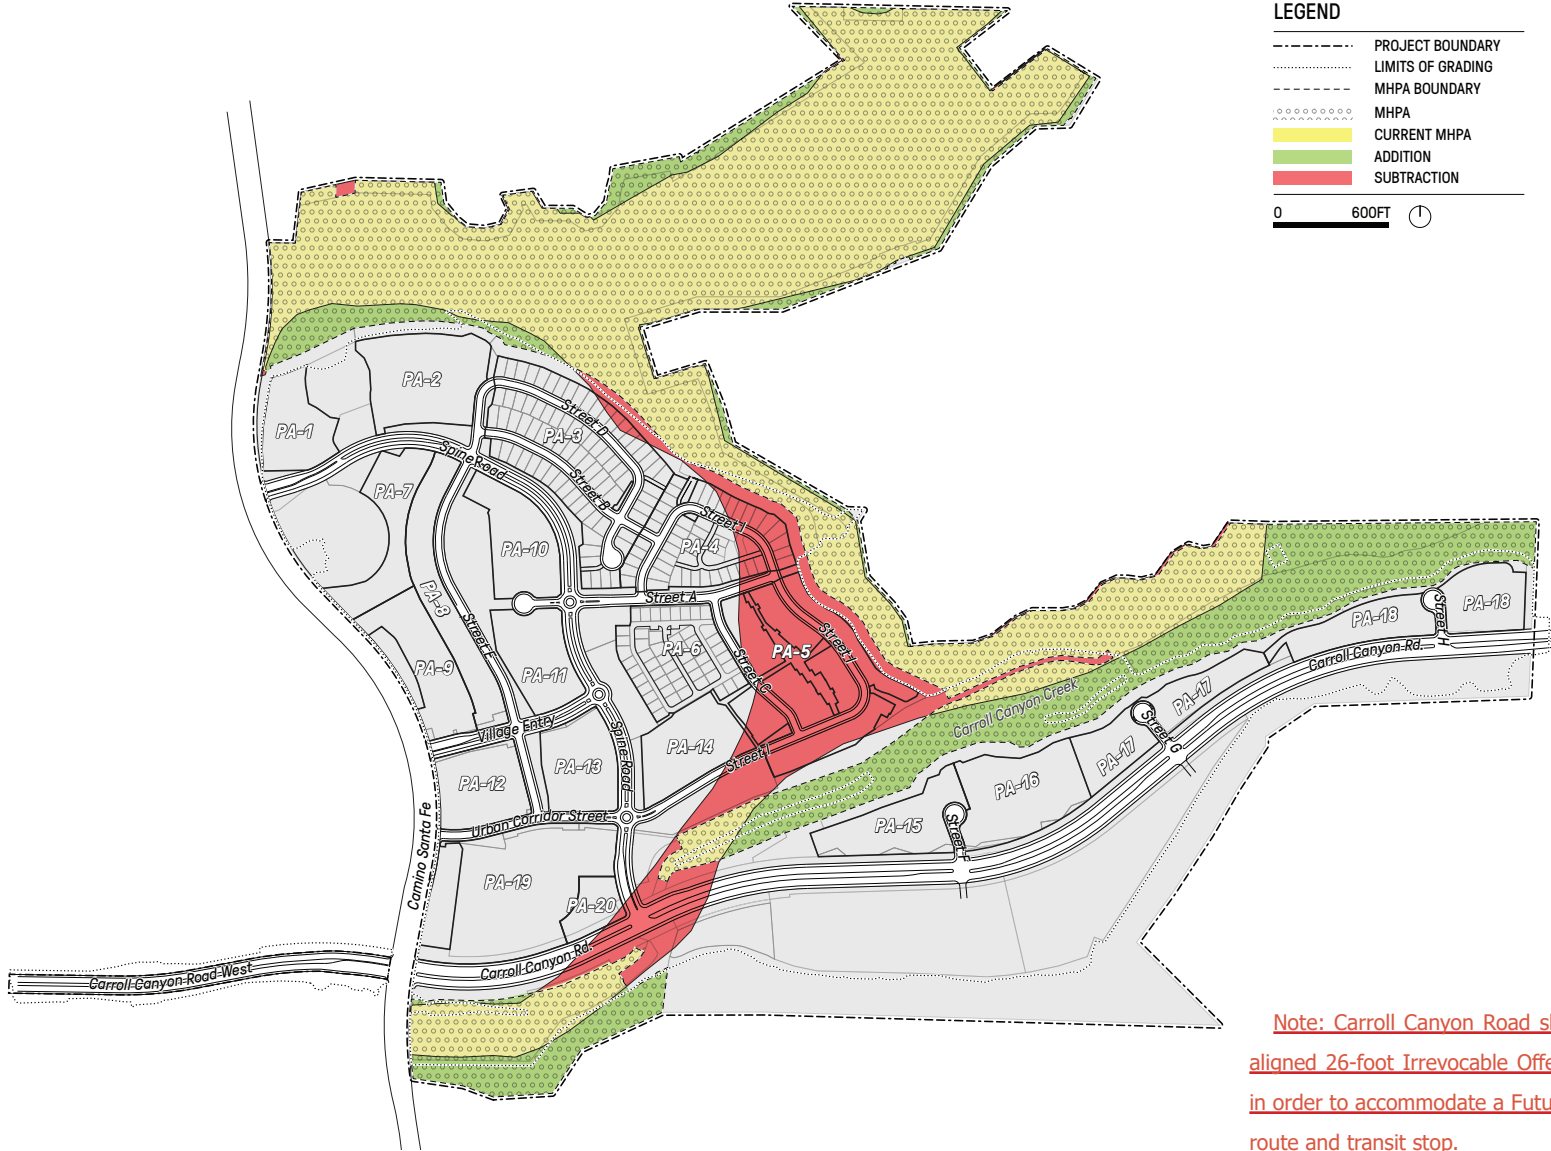 LEGEND
PROJECT BOUNDARY
LIMITS OF GRADING
MHPA BOUNDARY
MHPA
CURRENT MHPA
ADDITION
SUBTRACTION
0 600FT
PA-2
PA-1
Street D
PA-3
Spine Road
Street B
PA-7
Street J
PA-10
PA-4
PA-8
Street A
Street E
PA-6
PA-5
Street J
PA-9
PA-11
Street C
Village Entry
Spine Road
PA-14
Street I
PA-13
PA-12
Urban Corridor Street
Camino Santa Fe
PA-19
PA-20
Carroll Canyon Rd.
Carroll Canyon Road West
Carroll Canyon Creek
PA-15
Street F
PA-16
PA-17
Street G
PA-17
Carroll Canyon Rd.
PA-18
Street H
PA-18
Note: Carroll Canyon Road
aligned 26-foot Irrevocable
in order to accommodate a
route and transit stop.